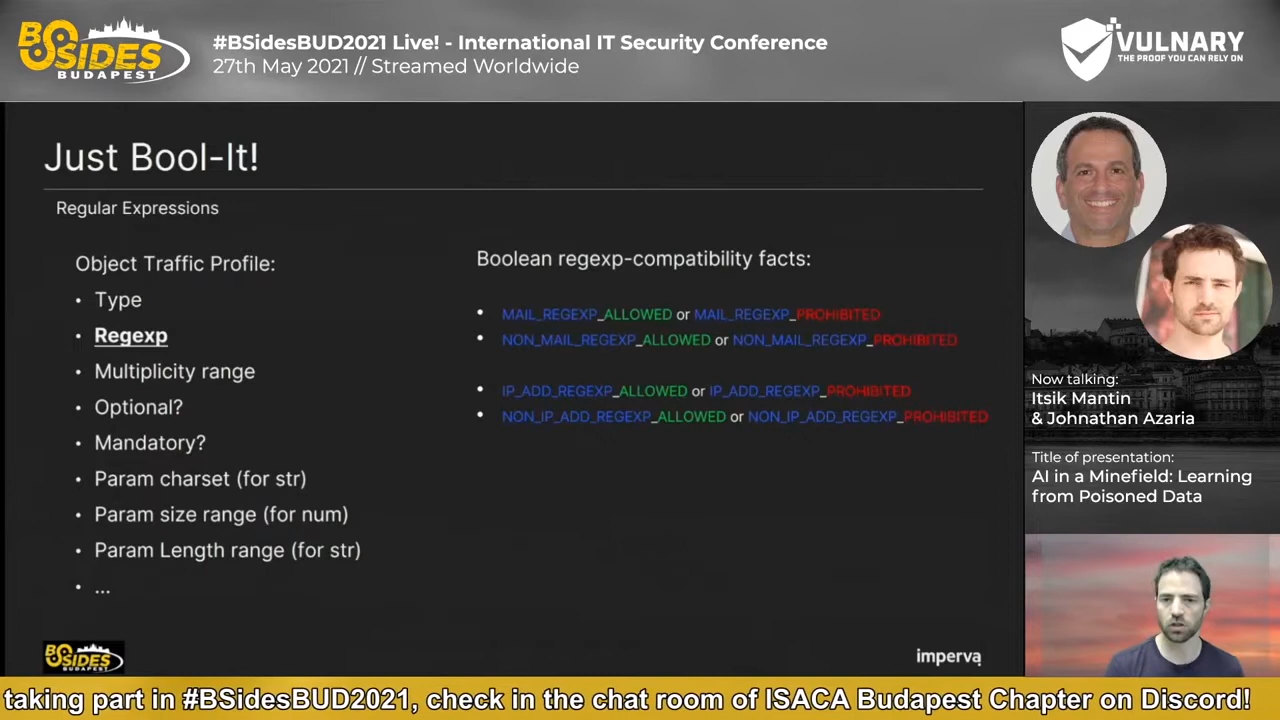 BSIDES
BUDAPEST
#BSidesBUD2021 Live! - International IT Security Conference
27th May 2021 // Streamed Worldwide
VULNARY
THE PROOF YOU CAN RELY ON
Just Bool-It!
Regular Expressions
Object Traffic Profile:
• Type
• Regexp
• Multiplicity range
• Optional?
• Mandatory?
• Param charset (for str)
• Param size range (for num)
• Param Length range (for str)
• ...
Boolean regexp-compatibility facts:
• MAIL_REGEXP_ALLOWED or MAIL_REGEXP_PROHIBITED
• NON_MAIL_REGEXP_ALLOWED or NON_MAIL_REGEXP_PROHIBITED
• IP_ADD_REGEXP_ALLOWED or IP_ADD_REGEXP_PROHIBITED
• NON_IP_ADD_REGEXP_ALLOWED or NON_IP_ADD_REGEXP_PROHIBITED
BSIDES
BUDAPEST
imperva
Now talking:
Itsik Mantin
& Johnathan Azaria
Title of presentation:
AI in a Minefield: Learning
from Poisoned Data
taking part in #BSidesBUD2021, check in the chat room of ISACA Budapest Chapter on Discord!